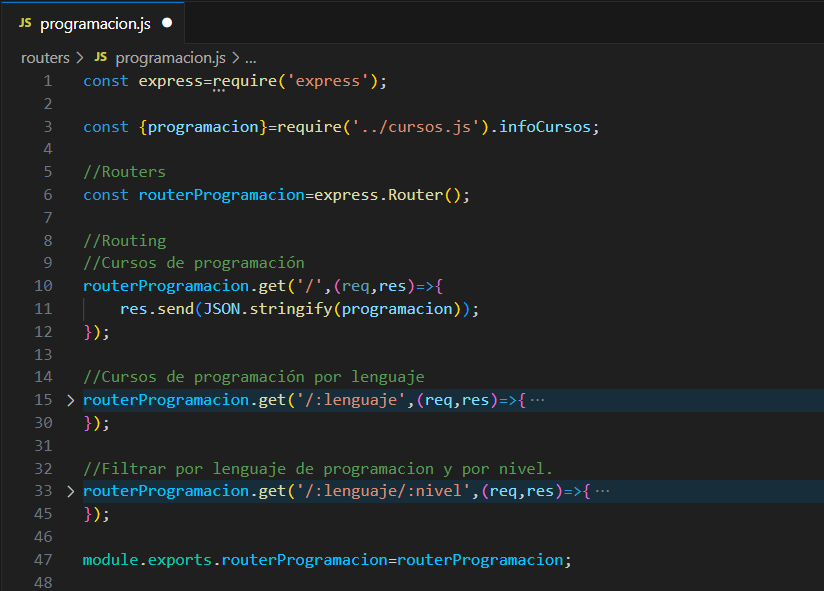 JS programacion.js ●
routers > JS programacion.js > ...
1 const express=require('express');
2
3 const {programacion}=require('../cursos.js').infoCursos;
4
5 //Routers
6 const routerProgramacion=express.Router();
7
8 //Routing
9 //Cursos de programación
10 routerProgramacion.get('/',(req,res)=>{
11 res.send(JSON.stringify(programacion));
12 });
13
14 //Cursos de programación por lenguaje
15 > routerProgramacion.get('/:lenguaje',(req,res)=>{ ···
30 });
31
32 //Filtrar por lenguaje de programacion y por nivel.
33 > routerProgramacion.get('/:lenguaje/:nivel',(req,res)=>{ ···
45 });
46
47 module.exports.routerProgramacion=routerProgramacion;
48